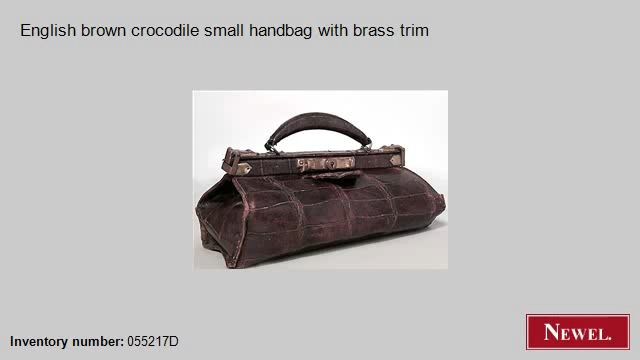 English brown crocodile small handbag with brass trim
Inventory number: 055217D
NEWEL.